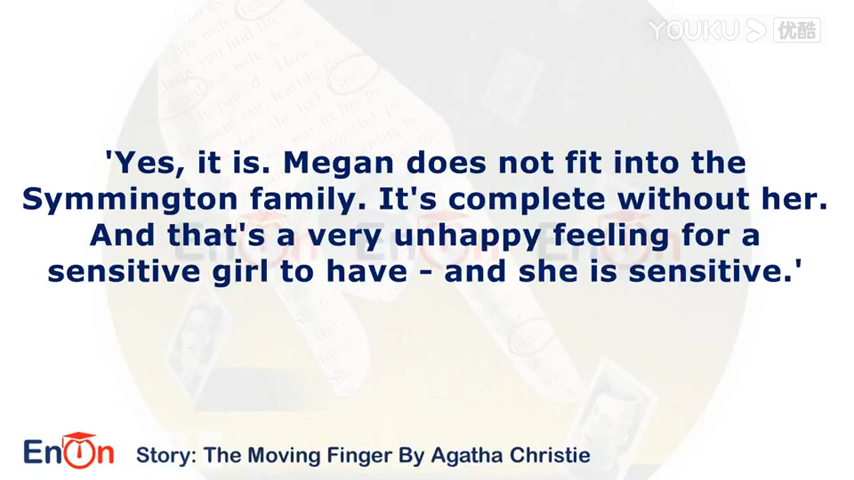 YOUKU 优酷
'Yes, it is. Megan does not fit into the
Symmington family. It's complete without her.
And that's a very unhappy feeling for a
sensitive girl to have - and she is sensitive.'
EnOn
Story: The Moving Finger By Agatha Christie